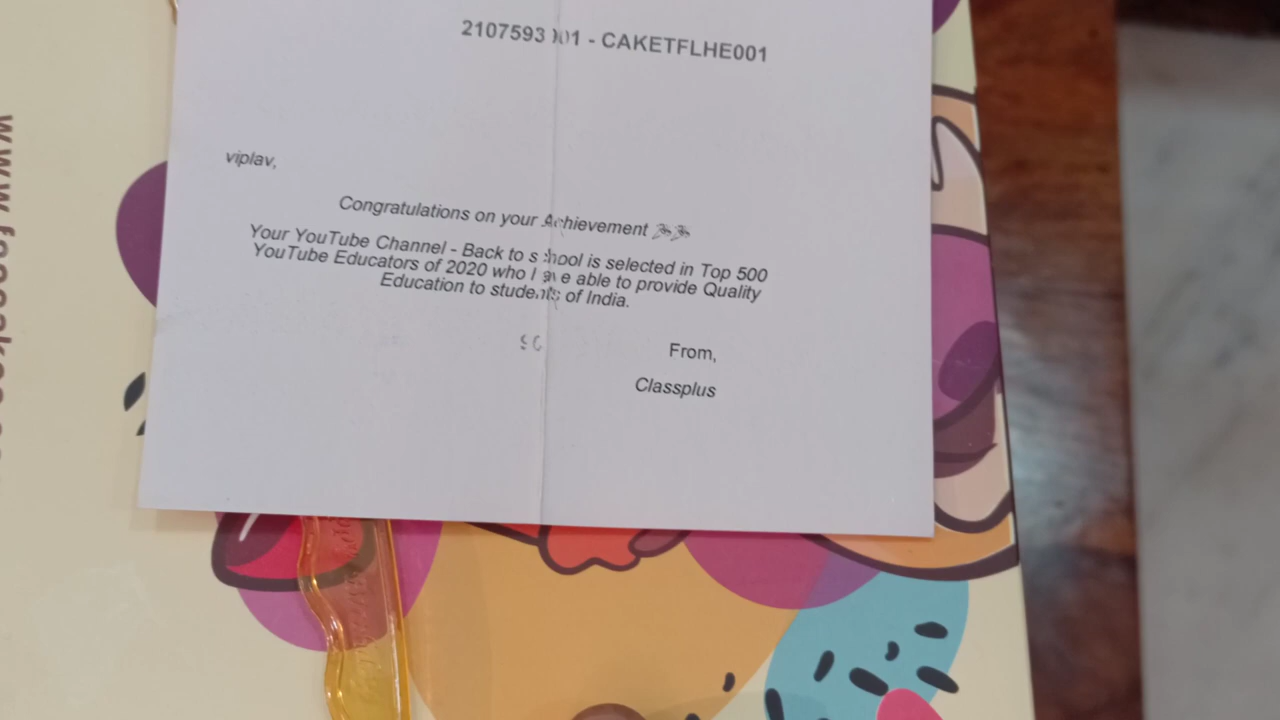 2107593 001 - CAKETFLHE001
viplav,
Congratulations on your Achievement 🎉🎉
Your YouTube Channel - Back to school is selected in Top 500
YouTube Educators of 2020 who have able to provide Quality
Education to students of India.
From,
Classplus